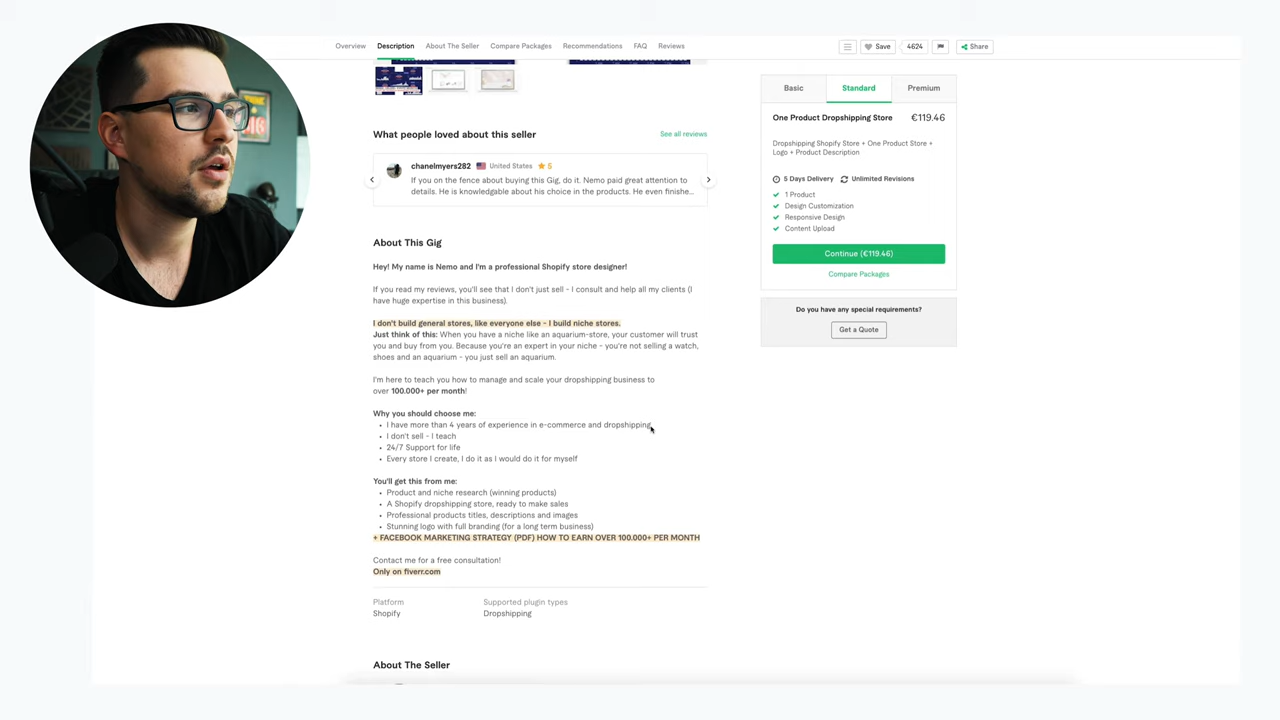 Overview Description About The Seller Compare Packages Recommendations FAQ Reviews
Save 4624 Share
What people loved about this seller
See all reviews
chanelmyers282 United States 5
If you on the fence about buying this Gig, do it. Nemo paid great attention to
details. He is knowledgable about his choice in the products. He even finishe...
About This Gig
Hey! My name is Nemo and I'm a professional Shopify store designer!
If you read my reviews, you'll see that I don't just sell - I consult and help all my clients (I
have huge expertise in this business).
I don't build general stores, like everyone else - I build niche stores.
Just think of this: When you have a niche like an aquarium-store, your customer will trust
you and buy from you. Because you're an expert in your niche - you're not selling a watch,
shoes and an aquarium - you just sell an aquarium.
I'm here to teach you how to manage and scale your dropshipping business to
over 100.000+ per month!
Why you should choose me:
• I have more than 4 years of experience in e-commerce and dropshipping
• I don't sell - I teach
• 24/7 Support for life
• Every store I create, I do it as I would do it for myself
You'll get this from me:
• Product and niche research (winning products)
• A Shopify dropshipping store, ready to make sales
• Professional products titles, descriptions and images
• Stunning logo with full branding (for a long term business)
+ FACEBOOK MARKETING STRATEGY (PDF) HOW TO EARN OVER 100.000+ PER MONTH
Contact me for a free consultation!
Only on fiverr.com
Platform Supported plugin types
Shopify Dropshipping
About The Seller
Basic Standard Premium
One Product Dropshipping Store €119.46
Dropshipping Shopify Store + One Product Store +
Logo + Product Description
5 Days Delivery Unlimited Revisions
1 Product
Design Customization
Responsive Design
Content Upload
Continue (€119.46)
Compare Packages
Do you have any special requirements?
Get a Quote